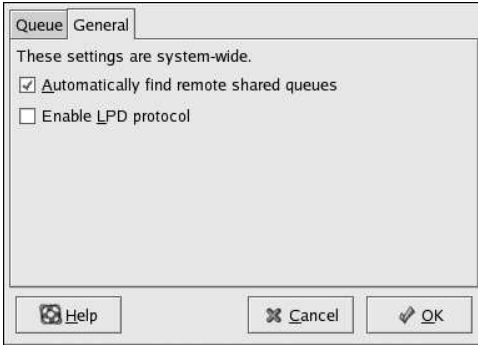 Queue General
These settings are system-wide.
Automatically find remote shared queues
Enable LPD protocol
Help Cancel OK